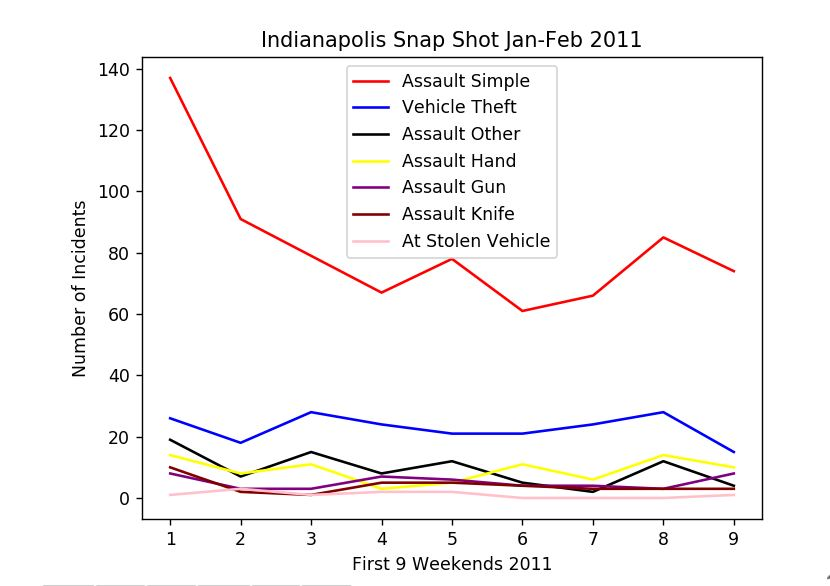 Indianapolis Snap Shot Jan-Feb 2011
140
120
100
80
60
40
20
0
Number of Incidents
Assault Simple
Vehicle Theft
Assault Other
Assault Hand
Assault Gun
Assault Knife
At Stolen Vehicle
1 2 3 4 5 6 7 8 9
First 9 Weekends 2011